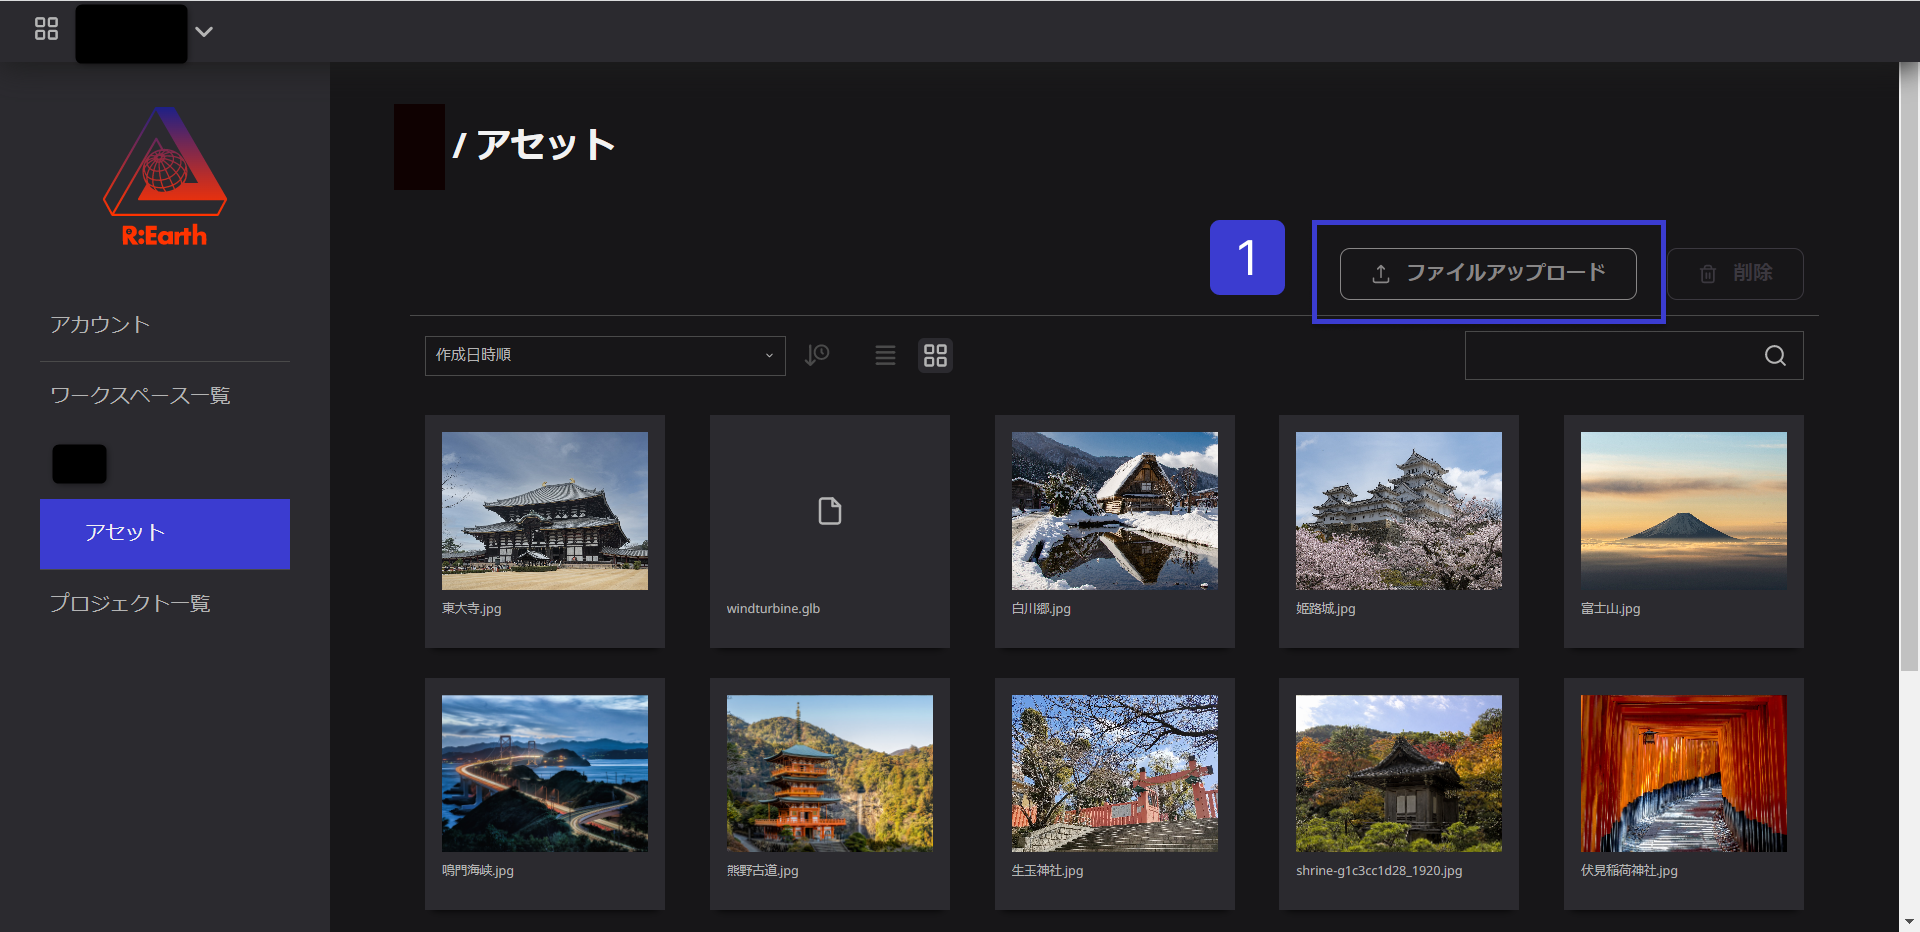 R:Earth
アカウント
ワークスペース一覧
アセット
プロジェクト一覧
/ アセット
1
ファイルアップロード
削除
作成日時順
東大寺.jpg
windturbine.glb
白川郷.jpg
姫路城.jpg
富士山.jpg
鳴門海峡.jpg
熊野古道.jpg
生玉神社.jpg
shrine-g1c3cc1d28_1920.jpg
伏見稲荷神社.jpg